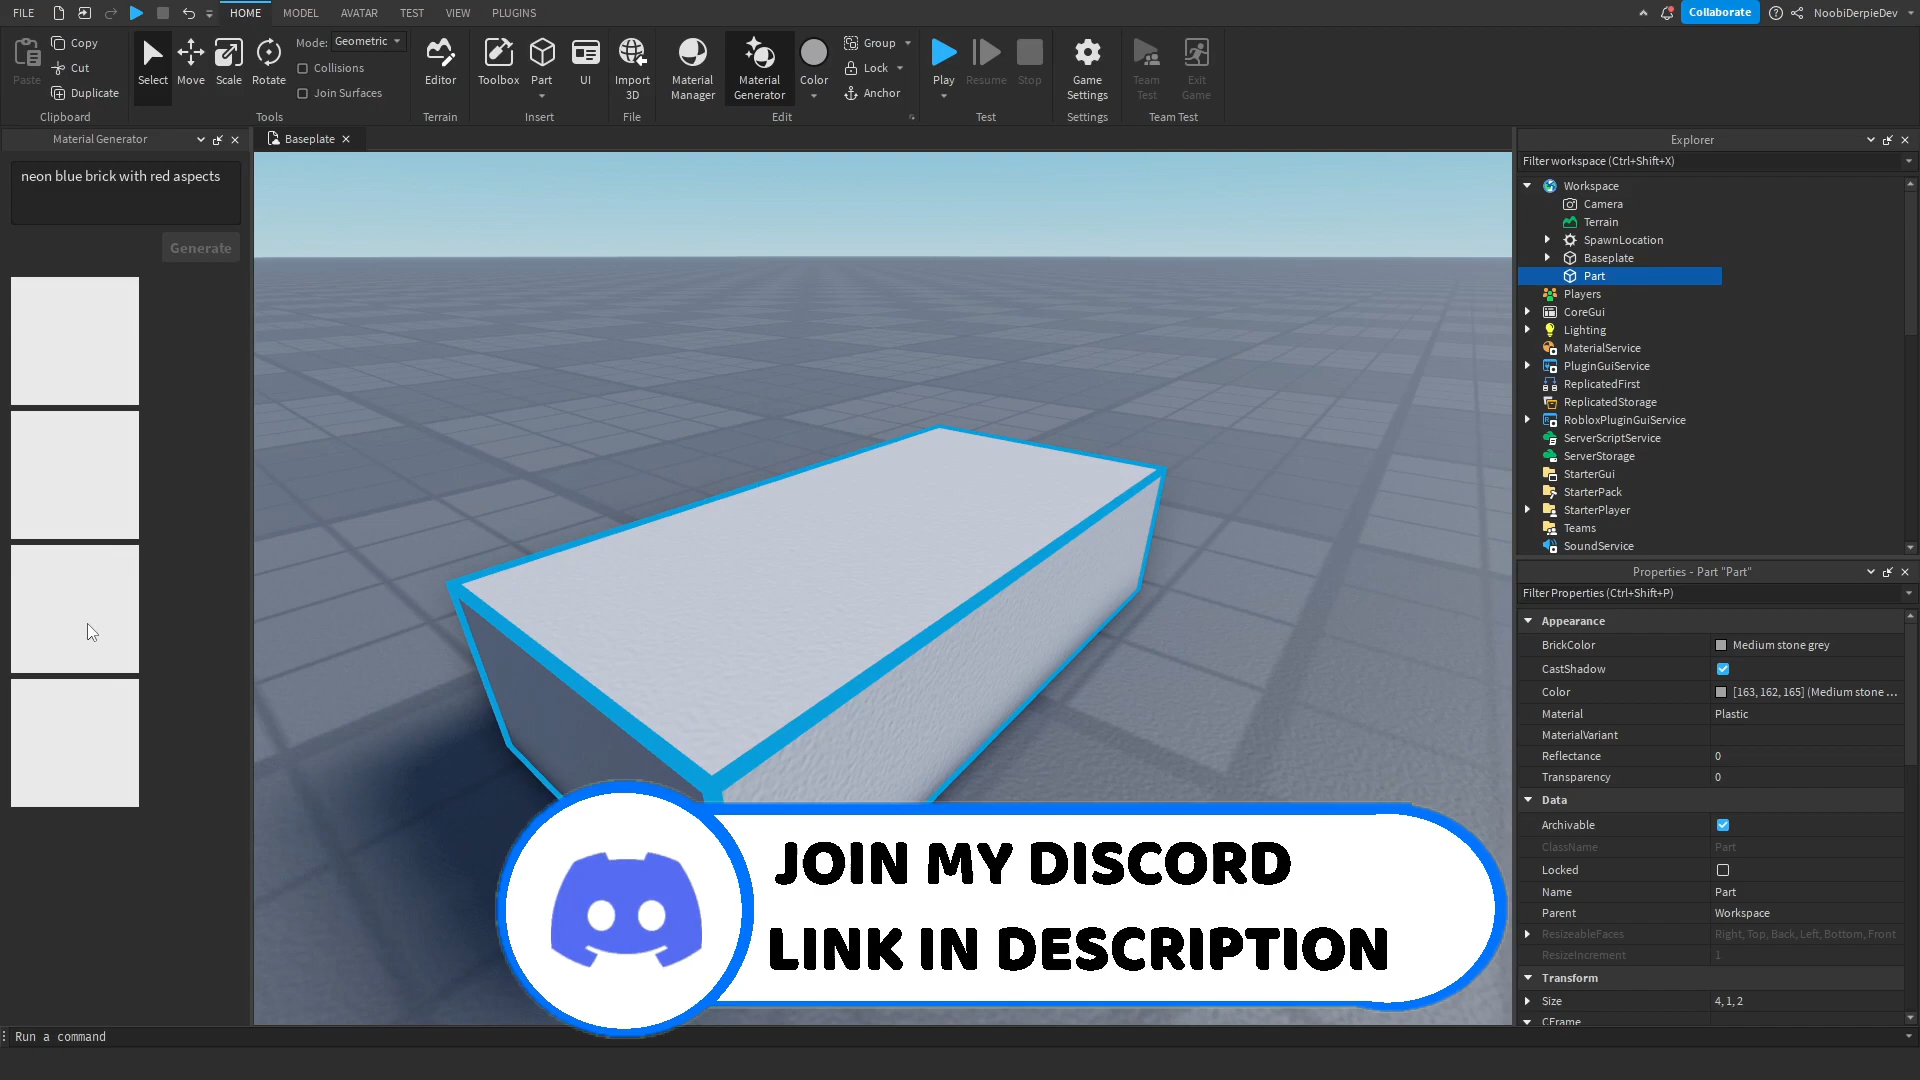 FILE HOME MODEL AVATAR TEST VIEW PLUGINS Collaborate NoobiDerpieDev
Paste Copy Cut Duplicate Clipboard
Select Move Scale Rotate Mode: Geometric Collisions Join Surfaces Tools
Editor Terrain
Toolbox Part UI Insert
Import 3D File
Material Manager Material Generator Color Group Lock Anchor Edit
Play Resume Stop Test
Game Settings Settings
Team Test Exit Game Team Test
Material Generator
neon blue brick with red aspects
Generate
Baseplate
JOIN MY DISCORD
LINK IN DESCRIPTION
Explorer
Filter workspace (Ctrl+Shift+X)
Workspace
Camera
Terrain
SpawnLocation
Baseplate
Part
Players
CoreGui
Lighting
MaterialService
PluginGuiService
ReplicatedFirst
ReplicatedStorage
RobloxPluginGuiService
ServerScriptService
ServerStorage
StarterGui
StarterPack
StarterPlayer
Teams
SoundService
Properties - Part "Part"
Filter Properties (Ctrl+Shift+P)
Appearance
BrickColor Medium stone grey
CastShadow
Color [163, 162, 165] (Medium stone ...
Material Plastic
MaterialVariant
Reflectance 0
Transparency 0
Data
Archivable
ClassName Part
Locked
Name Part
Parent Workspace
ResizeableFaces Right, Top, Back, Left, Bottom, Front
ResizeIncrement 1
Transform
Size 4, 1, 2
CFrame
Run a command